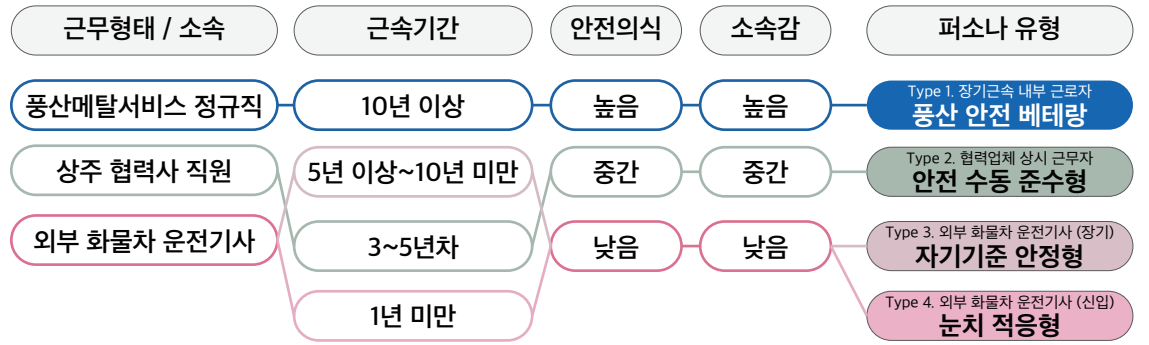 근무형태 / 소속
근속기간
안전의식
소속감
퍼소나 유형
풍산메탈서비스 정규직
10년 이상
높음
높음
Type 1. 장기근속 내부 근로자
풍산 안전 베테랑
상주 협력사 직원
5년 이상~10년 미만
중간
중간
Type 2. 협력업체 상시 근무자
안전 수동 준수형
외부 화물차 운전기사
3~5년차
낮음
낮음
Type 3. 외부 화물차 운전기사 (장기)
자기기준 안정형
1년 미만
Type 4. 외부 화물차 운전기사 (신입)
눈치 적응형